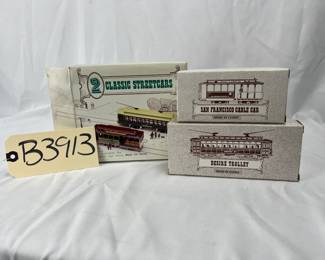 2
CLASSIC STREETCARS
SAN FRANCISCO CABLE CAR
DESIRE TROLLEY
B3913